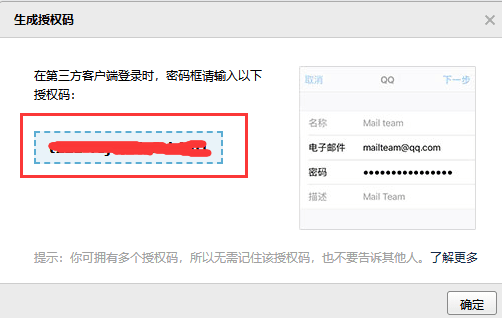 生成授权码
在第三方客户端登录时，密码框请输入以下
授权码：
取消 QQ 下一步
名称 Mail team
电子邮件 mailteam@qq.com
密码 ●●●●●●●●●●●●●●●●
描述 Mail Team
提示：你可拥有多个授权码，所以无需记住该授权码，也不要告诉其他人。了解更多
确定